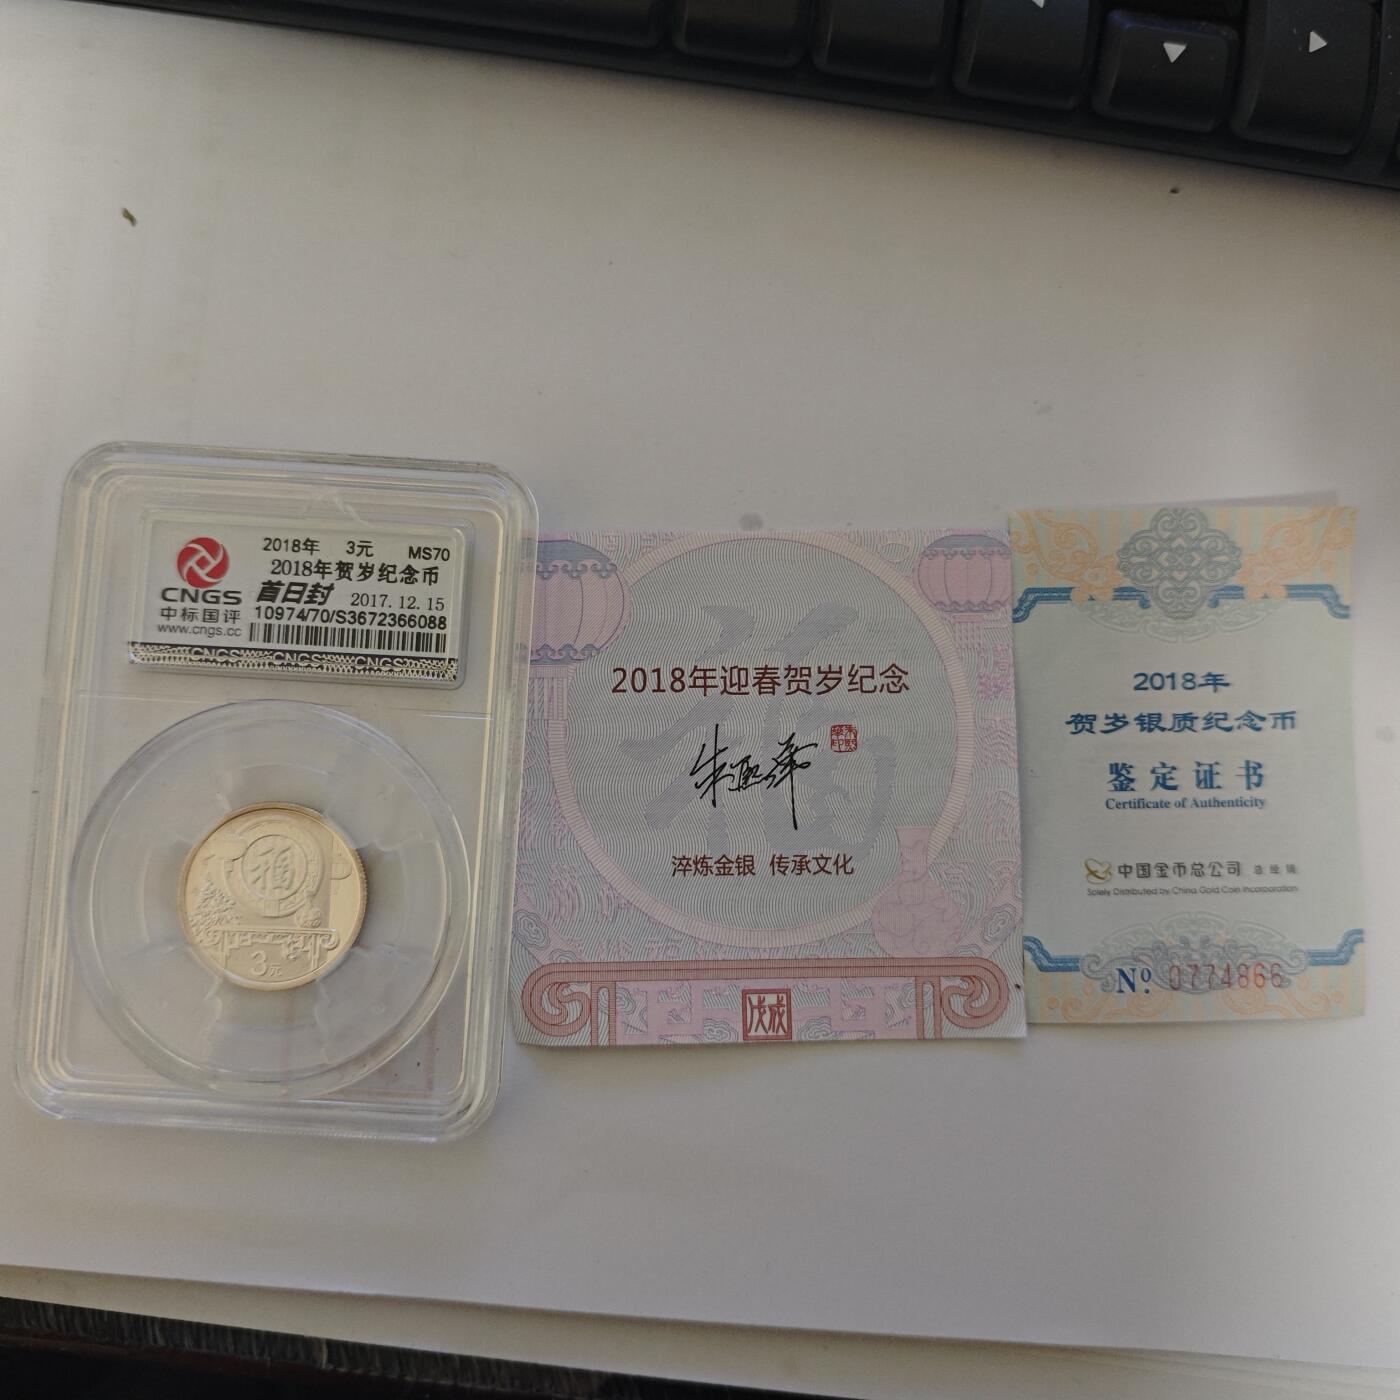 2018年 3元 MS70
2018年贺岁纪念币
首日封 2017.12.15
10974/70/S3672366088
CNGS
中标国评
www.cngs.cc
CNGS CNGS CNGS
福
3元
2018年迎春贺岁纪念
淬炼金银 传承文化
福
戊戌
2018年
贺岁银质纪念币
鉴定证书
Certificate of Authenticity
中国金币总公司 总经销
Solely Distributed by China Gold Coin Incorporation
Nº. 0774866